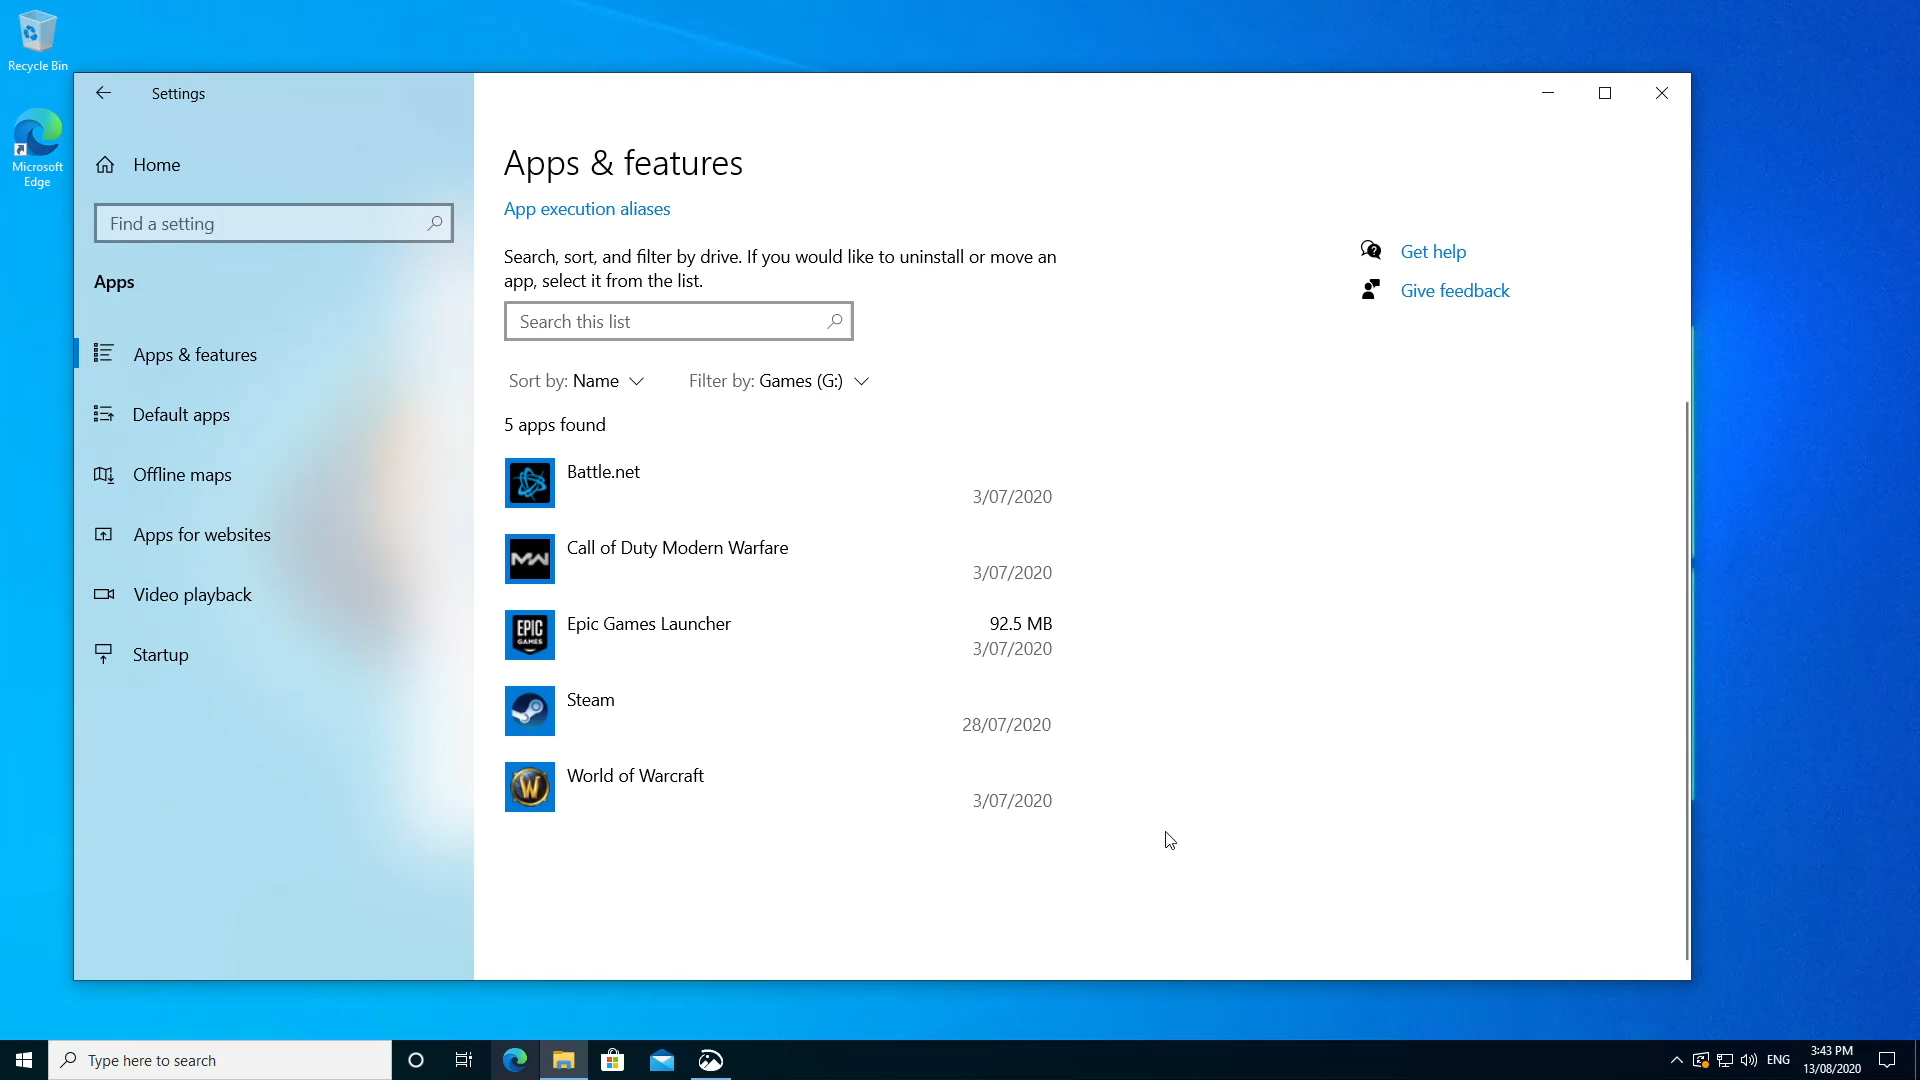 Recycle Bin
Microsoft
Edge
Settings
Home
Find a setting
Apps
Apps & features
Default apps
Offline maps
Apps for websites
Video playback
Startup
Apps & features
App execution aliases
Search, sort, and filter by drive. If you would like to uninstall or move an
app, select it from the list.
Search this list
Sort by: Name
Filter by: Games (G:)
5 apps found
Battle.net
3/07/2020
MW
Call of Duty Modern Warfare
3/07/2020
EPIC
GAMES
Epic Games Launcher
92.5 MB
3/07/2020
Steam
28/07/2020
W
World of Warcraft
3/07/2020
Get help
Give feedback
Type here to search
ENG
3:43 PM
13/08/2020